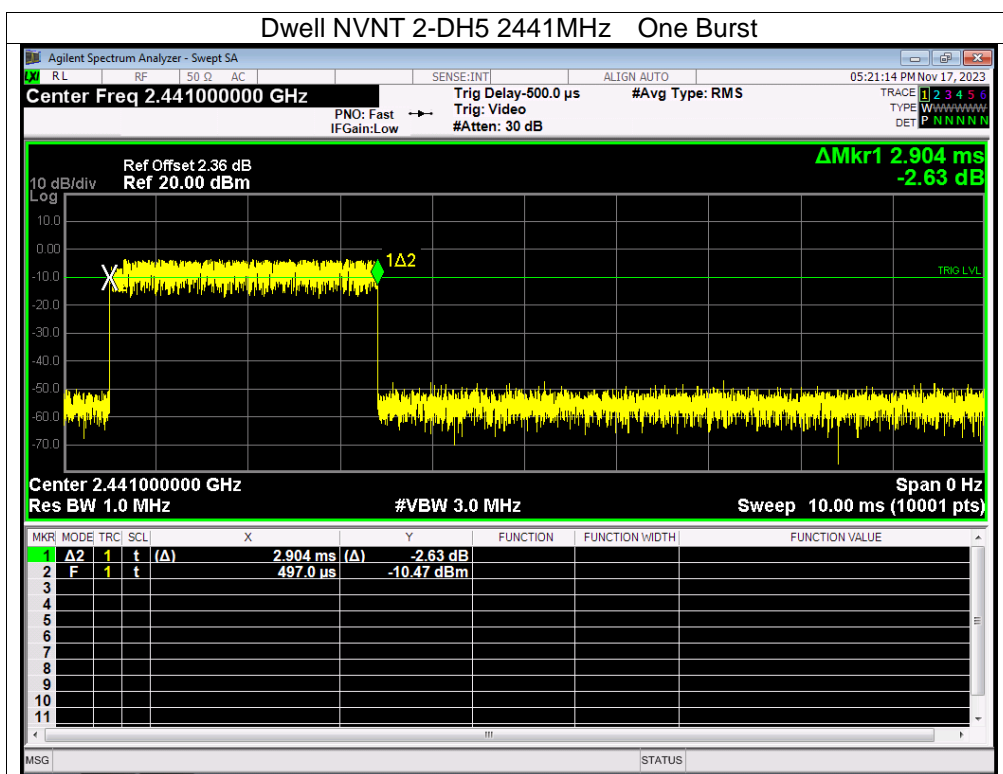 Dwell NVNT 2-DH5 2441MHz One Burst
Agilent Spectrum Analyzer - Swept SA
LXI RL RF 50 Ω AC SENSE:INT ALIGN AUTO 05:21:14 PM Nov 17, 2023
Center Freq 2.441000000 GHz Trig Delay-500.0 µs #Avg Type: RMS TRACE 1 2 3 4 5 6
PNO: Fast Trig: Video TYPE WWWWWW
IFGain:Low #Atten: 30 dB DET P N N N N N
ΔMkr1 2.904 ms
-2.63 dB
Ref Offset 2.36 dB
10 dB/div Ref 20.00 dBm
Log
10.0
0.00
1Δ2
-10.0
TRIG LVL
-20.0
-30.0
-40.0
-50.0
-60.0
-70.0
Center 2.441000000 GHz Span 0 Hz
Res BW 1.0 MHz #VBW 3.0 MHz Sweep 10.00 ms (10001 pts)
MKR MODE TRC SCL X Y FUNCTION FUNCTION WIDTH FUNCTION VALUE
1 Δ2 1 t (Δ) 2.904 ms (Δ) -2.63 dB
2 F 1 t 497.0 µs -10.47 dBm
3
4
5
6
7
8
9
10
11
MSG STATUS